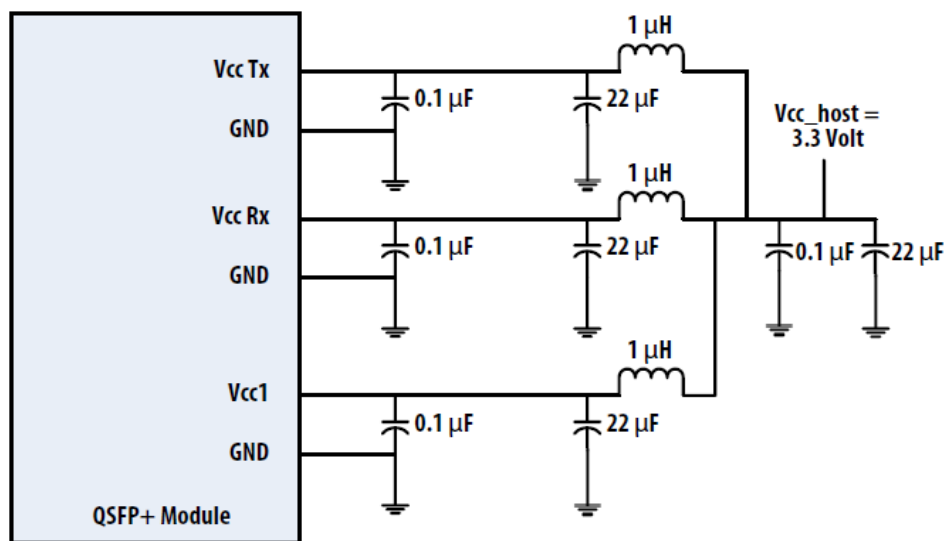 1 µH
Vcc Tx
0.1 µF
22 µF
GND
Vcc_host =
3.3 Volt
1 µH
Vcc Rx
0.1 µF
22 µF
0.1 µF
22 µF
GND
1 µH
Vcc1
0.1 µF
22 µF
GND
QSFP+ Module